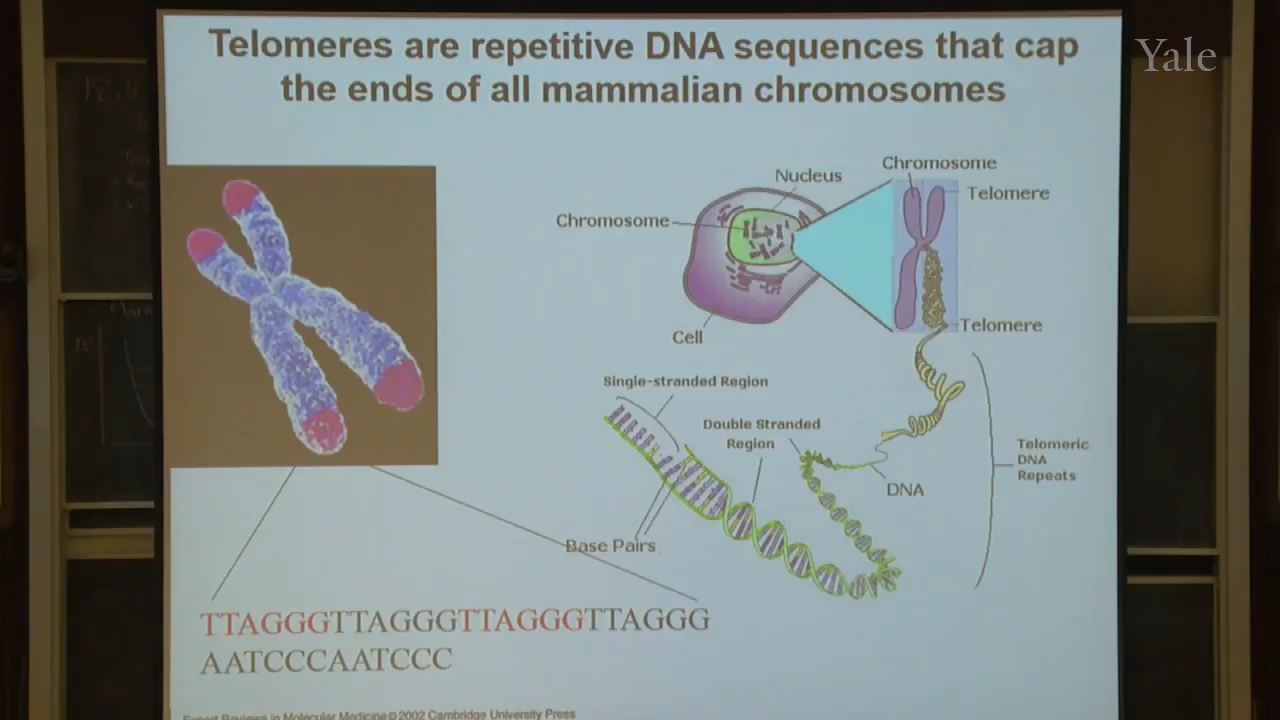 Telomeres are repetitive DNA sequences that cap
the ends of all mammalian chromosomes
Yale
Chromosome
Nucleus
Telomere
Chromosome
Cell
Telomere
Single-stranded Region
Double Stranded
Region
Telomeric
DNA
Repeats
DNA
Base Pairs
TTAGGGTTAGGGTTAGGGTTAGGG
AATCCCAATCCC
Expert Reviews in Molecular Medicine © 2002 Cambridge University Press